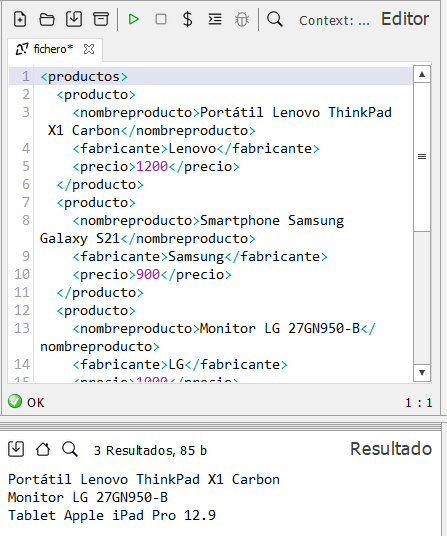 $ Context: ... Editor
fichero*
1 <productos>
2 <producto>
3 <nombreproducto>Portátil Lenovo ThinkPad
X1 Carbon</nombreproducto>
4 <fabricante>Lenovo</fabricante>
5 <precio>1200</precio>
6 </producto>
7 <producto>
8 <nombreproducto>Smartphone Samsung
Galaxy S21</nombreproducto>
9 <fabricante>Samsung</fabricante>
10 <precio>900</precio>
11 </producto>
12 <producto>
13 <nombreproducto>Monitor LG 27GN950-B</
nombreproducto>
14 <fabricante>LG</fabricante>
15 <precio>1000</precio>
OK 1 : 1
3 Resultados, 85 b Resultado
Portátil Lenovo ThinkPad X1 Carbon
Monitor LG 27GN950-B
Tablet Apple iPad Pro 12.9